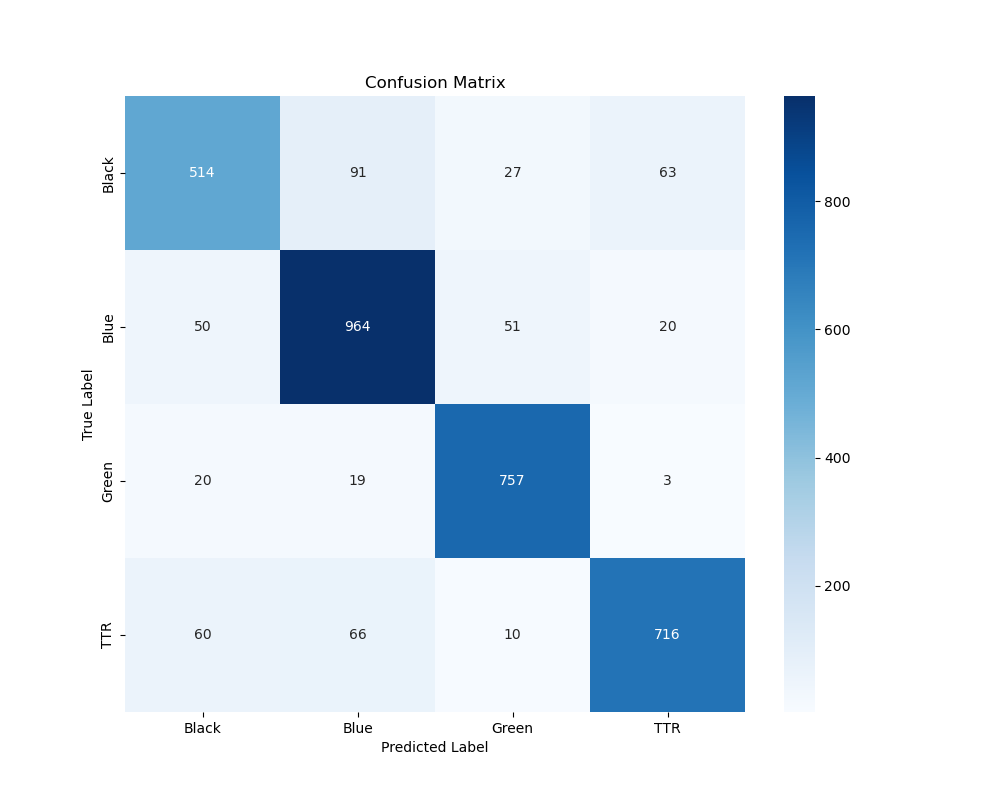 Confusion Matrix
Black 514 91 27 63
Blue 50 964 51 20
Green 20 19 757 3
TTR 60 66 10 716
True Label
Black Blue Green TTR
Predicted Label
800
600
400
200